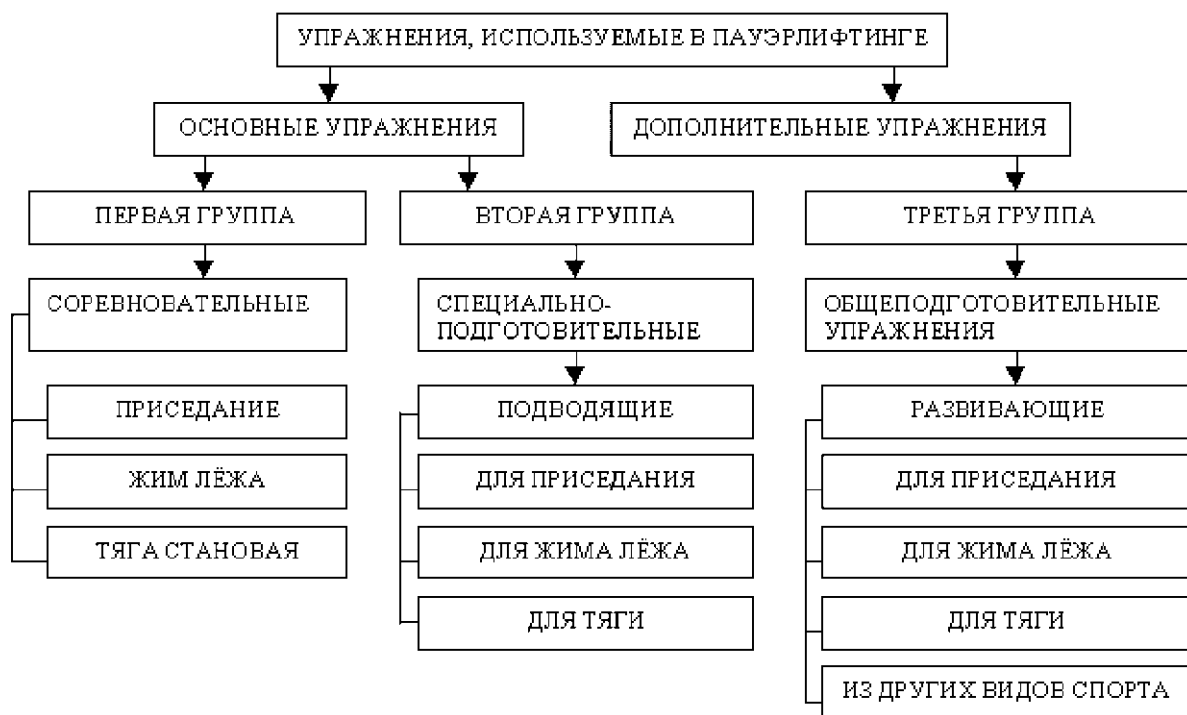 УПРАЖНЕНИЯ, ИСПОЛЬЗУЕМЫЕ В ПАУЭРЛИФТИНГЕ
ОСНОВНЫЕ УПРАЖНЕНИЯ
ДОПОЛНИТЕЛЬНЫЕ УПРАЖНЕНИЯ
ПЕРВАЯ ГРУППА
ВТОРАЯ ГРУППА
ТРЕТЬЯ ГРУППА
СОРЕВНОВАТЕЛЬНЫЕ
СПЕЦИАЛЬНО-
ПОДГОТОВИТЕЛЬНЫЕ
ОБЩЕПОДГОТОВИТЕЛЬНЫЕ
УПРАЖНЕНИЯ
ПРИСЕДАНИЕ
ПОДВОДЯЩИЕ
РАЗВИВАЮЩИЕ
ЖИМ ЛЁЖА
ДЛЯ ПРИСЕДАНИЯ
ДЛЯ ПРИСЕДАНИЯ
ТЯГА СТАНОВАЯ
ДЛЯ ЖИМА ЛЁЖА
ДЛЯ ЖИМА ЛЁЖА
ДЛЯ ТЯГИ
ДЛЯ ТЯГИ
ИЗ ДРУГИХ ВИДОВ СПОРТА